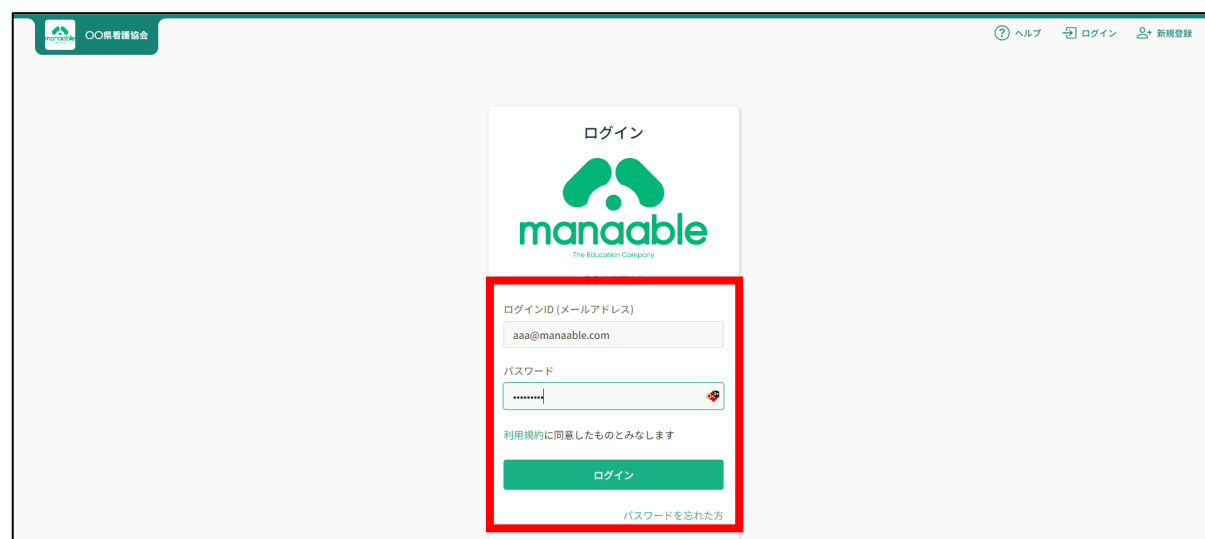 manaable
〇〇県看護協会
ヘルプ
ログイン
新規登録
ログイン
manaable
The Education Company
ログインID (メールアドレス)
aaa@manaable.com
パスワード
•••••••••
利用規約に同意したものとみなします
ログイン
パスワードを忘れた方